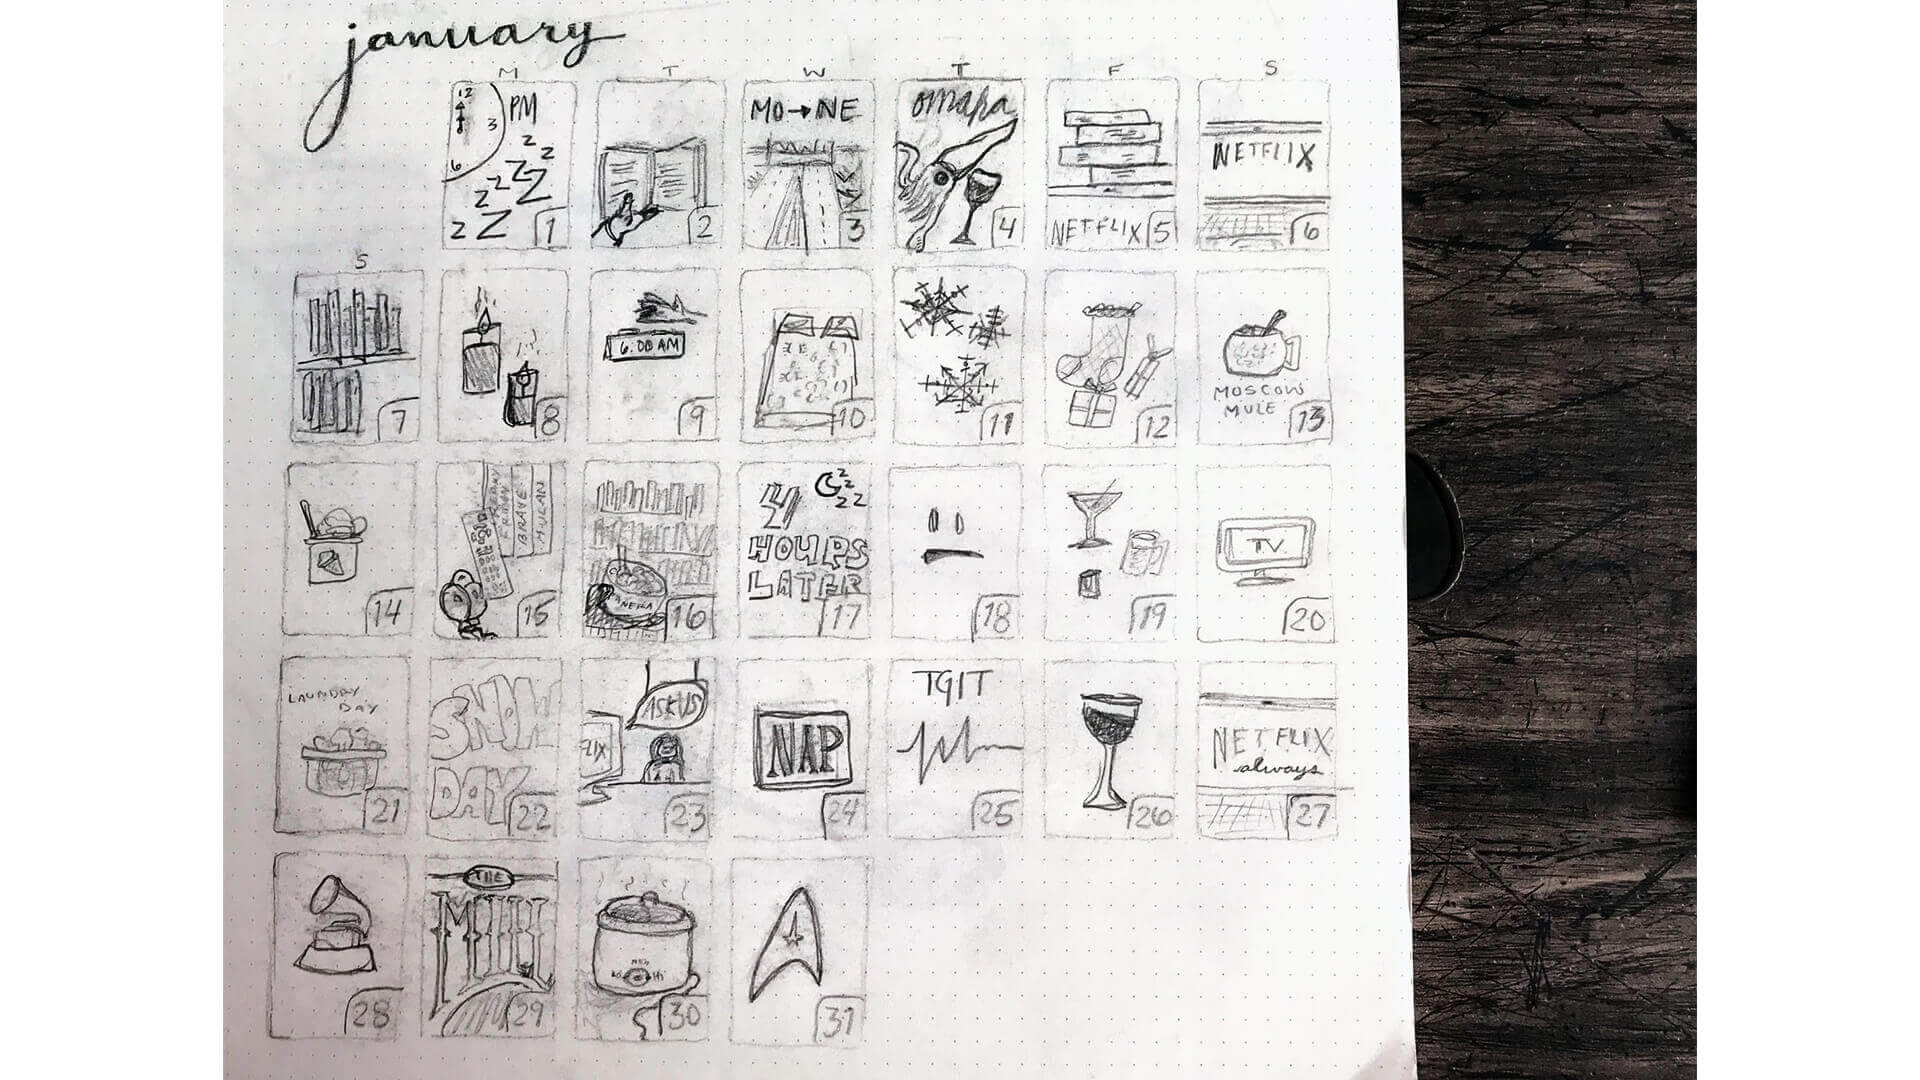 january
M T W T F S
12
3
6
PM
z z z z Z Z Z z Z
1
2
MO→NE
3
omaha
4
NETFLIX
5
NETFLIX
6
S
7
8
6:00 AM
9
10
11
12
MOSCOW
MULE
13
14
BRAVE
MULAN
15
PANERA
16
4
Z Z Z Z
HOURS
LATER
17
18
19
TV
20
LAUNDRY
DAY
21
SNOW
DAY
22
LIX
ASK US
23
NAP
24
TGIT
25
26
NETFLIX
always
27
28
THE
Mill
29
Hi
30
31